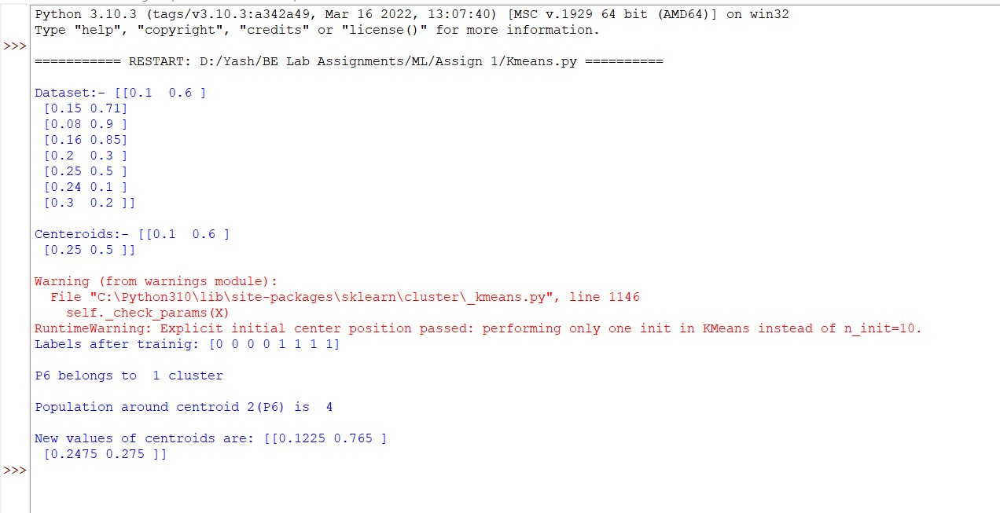 Python 3.10.3 (tags/v3.10.3:a342a49, Mar 16 2022, 13:07:40) [MSC v.1929 64 bit (AMD64)] on win32
Type "help", "copyright", "credits" or "license()" for more information.
>>>
=========== RESTART: D:/Yash/BE Lab Assignments/ML/Assign 1/Kmeans.py ==========
Dataset:- [[0.1  0.6 ]
 [0.15 0.71]
 [0.08 0.9 ]
 [0.16 0.85]
 [0.2  0.3 ]
 [0.25 0.5 ]
 [0.24 0.1 ]
 [0.3  0.2 ]]
Centeroids:- [[0.1  0.6 ]
 [0.25 0.5 ]]
Warning (from warnings module):
  File "C:\Python310\lib\site-packages\sklearn\cluster\_kmeans.py", line 1146
    self._check_params(X)
RuntimeWarning: Explicit initial center position passed: performing only one init in KMeans instead of n_init=10.
Labels after trainig: [0 0 0 0 1 1 1 1]
P6 belongs to  1 cluster
Population around centroid 2(P6) is  4
New values of centroids are: [[0.1225 0.765 ]
 [0.2475 0.275 ]]
>>>